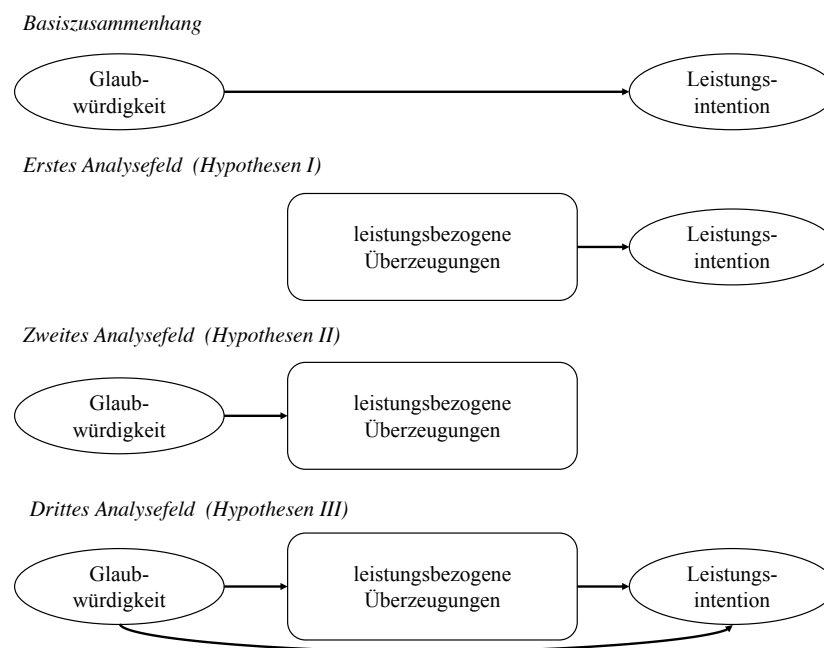 Basiszusammenhang
Glaub-
würdigkeit
Leistungs-
intention
Erstes Analysefeld (Hypothesen I)
leistungsbezogene
Überzeugungen
Leistungs-
intention
Zweites Analysefeld (Hypothesen II)
Glaub-
würdigkeit
leistungsbezogene
Überzeugungen
Drittes Analysefeld (Hypothesen III)
Glaub-
würdigkeit
leistungsbezogene
Überzeugungen
Leistungs-
intention